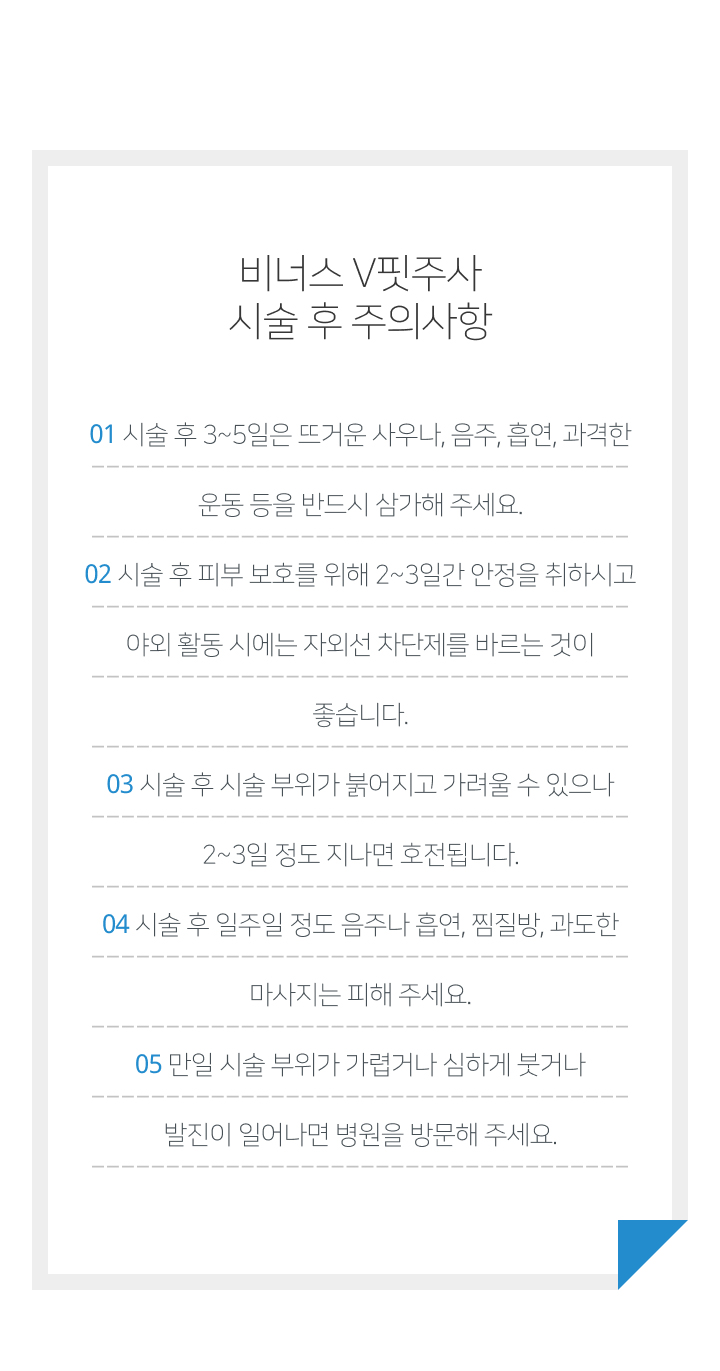 비너스 V핏주사
시술 후 주의사항
01 시술 후 3~5일은 뜨거운 사우나, 음주, 흡연, 과격한
운동 등을 반드시 삼가해 주세요.
02 시술 후 피부 보호를 위해 2~3일간 안정을 취하시고
야외 활동 시에는 자외선 차단제를 바르는 것이
좋습니다.
03 시술 후 시술 부위가 붉어지고 가려울 수 있으나
2~3일 정도 지나면 호전됩니다.
04 시술 후 일주일 정도 음주나 흡연, 찜질방, 과도한
마사지는 피해 주세요.
05 만일 시술 부위가 가렵거나 심하게 붓거나
발진이 일어나면 병원을 방문해 주세요.